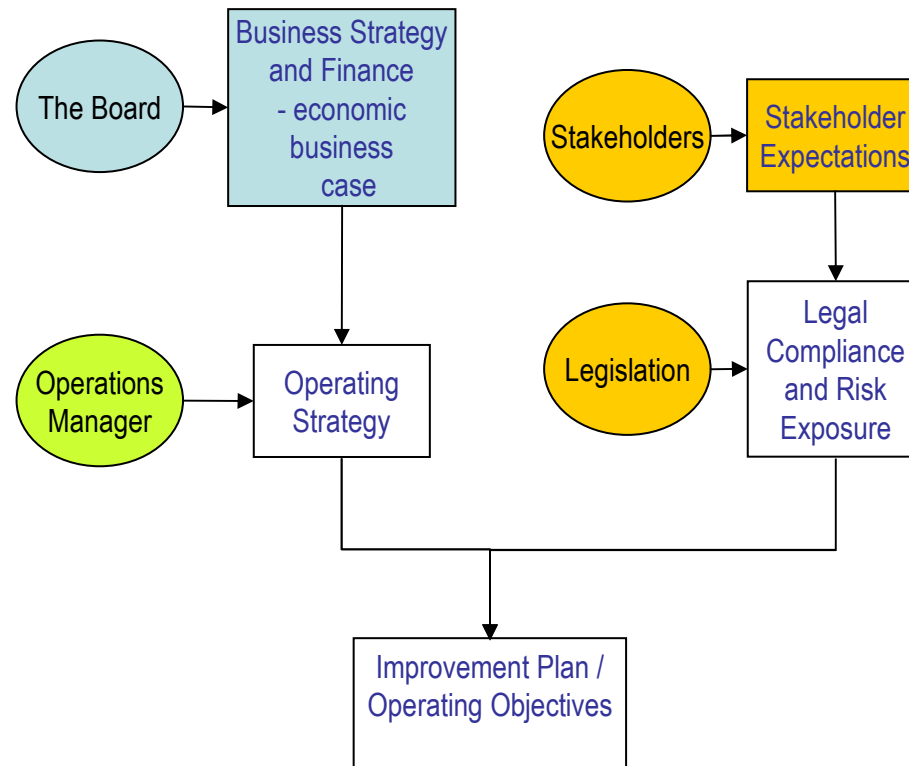 The Board
Business Strategy
and Finance
- economic
business
case
Stakeholders
Stakeholder
Expectations
Operations
Manager
Operating
Strategy
Legislation
Legal
Compliance
and Risk
Exposure
Improvement Plan /
Operating Objectives